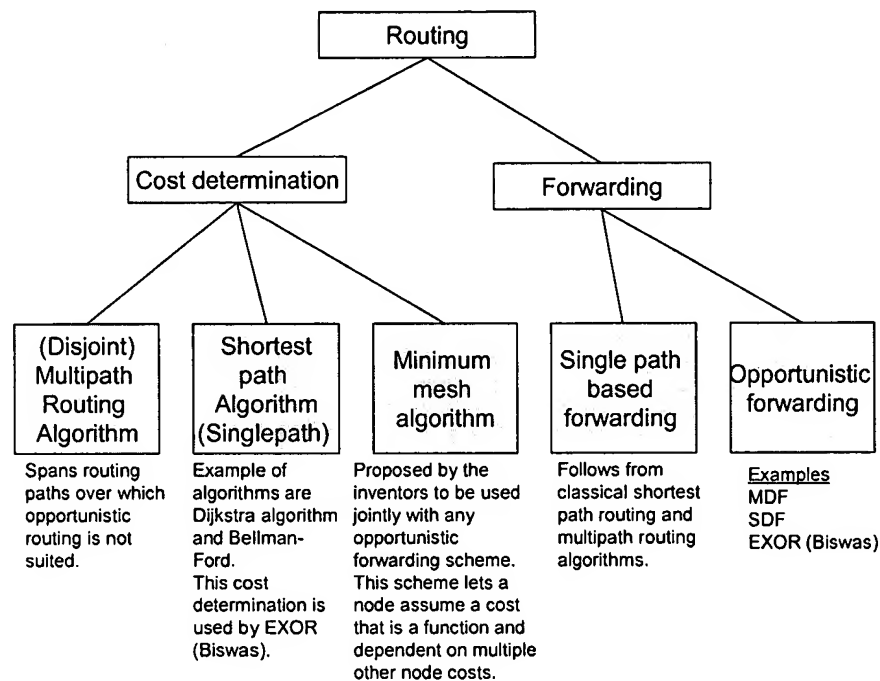 Routing
Cost determination
Forwarding
(Disjoint)
Multipath
Routing
Algorithm
Shortest
path
Algorithm
(Singlepath)
Minimum
mesh
algorithm
Single path
based
forwarding
Opportunistic
forwarding
Spans routing
paths over which
opportunistic
routing is not
suited.
Example of
algorithms are
Dijkstra algorithm
and Bellman-
Ford.
This cost
determination is
used by EXOR
(Biswas).
Proposed by the
inventors to be used
jointly with any
opportunistic
forwarding scheme.
This scheme lets a
node assume a cost
that is a function and
dependent on multiple
other node costs.
Follows from
classical shortest
path routing and
multipath routing
algorithms.
Examples
MDF
SDF
EXOR (Biswas)